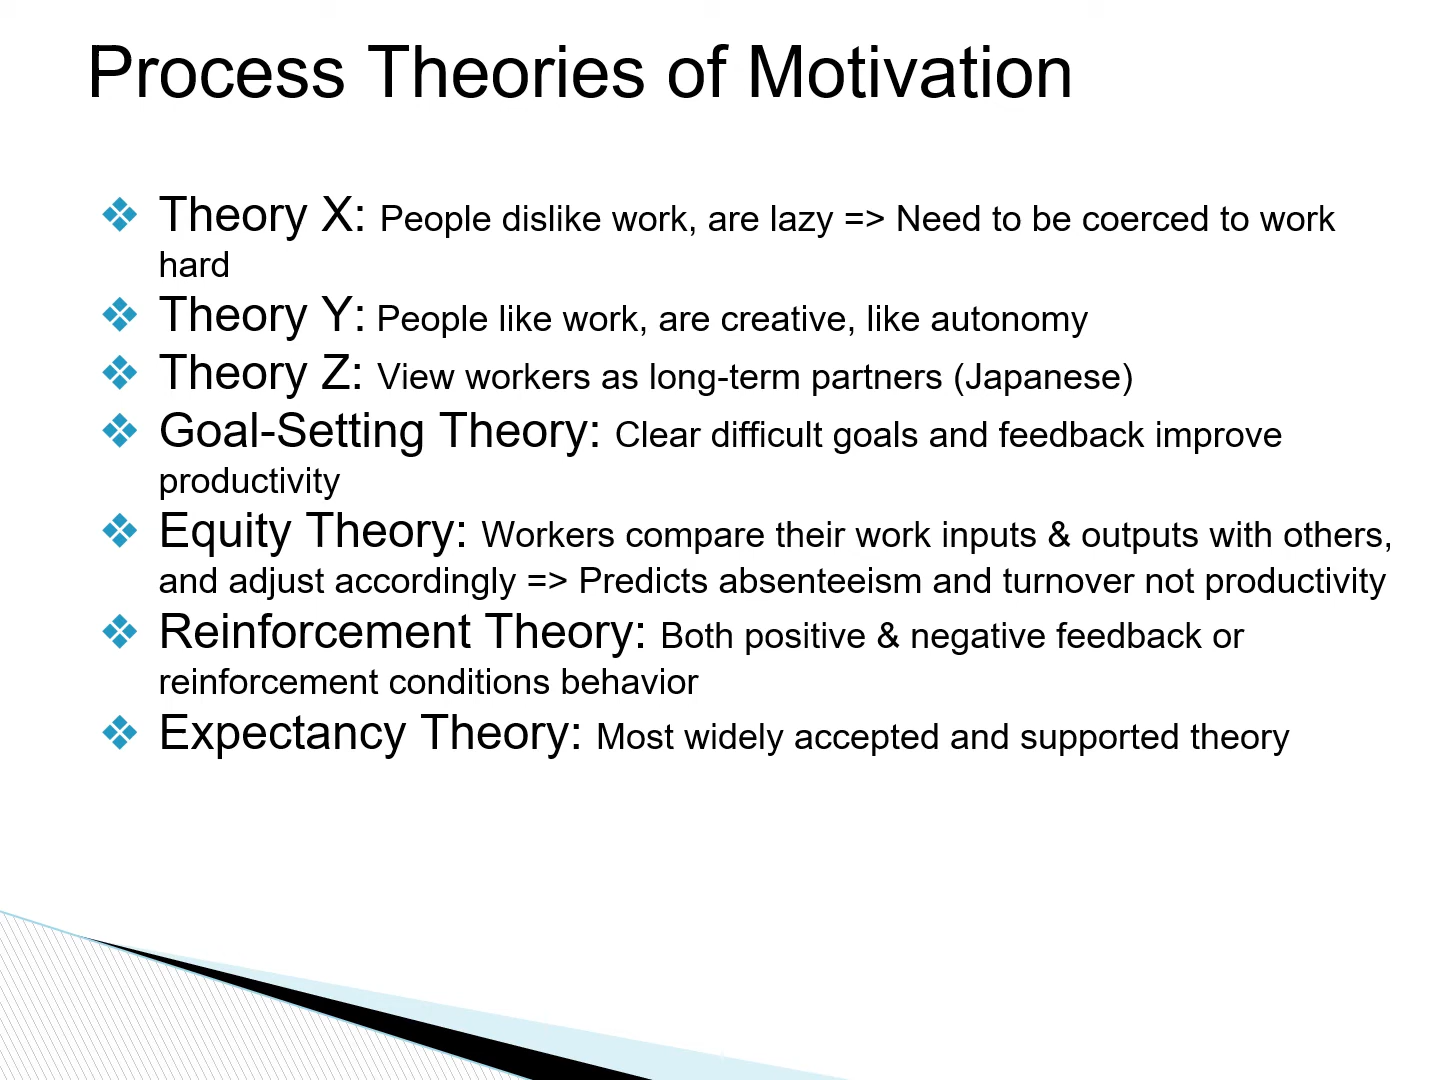 Process Theories of Motivation
❖ Theory X: People dislike work, are lazy => Need to be coerced to work
hard
❖ Theory Y: People like work, are creative, like autonomy
❖ Theory Z: View workers as long-term partners (Japanese)
❖ Goal-Setting Theory: Clear difficult goals and feedback improve
productivity
❖ Equity Theory: Workers compare their work inputs & outputs with others,
and adjust accordingly => Predicts absenteeism and turnover not productivity
❖ Reinforcement Theory: Both positive & negative feedback or
reinforcement conditions behavior
❖ Expectancy Theory: Most widely accepted and supported theory